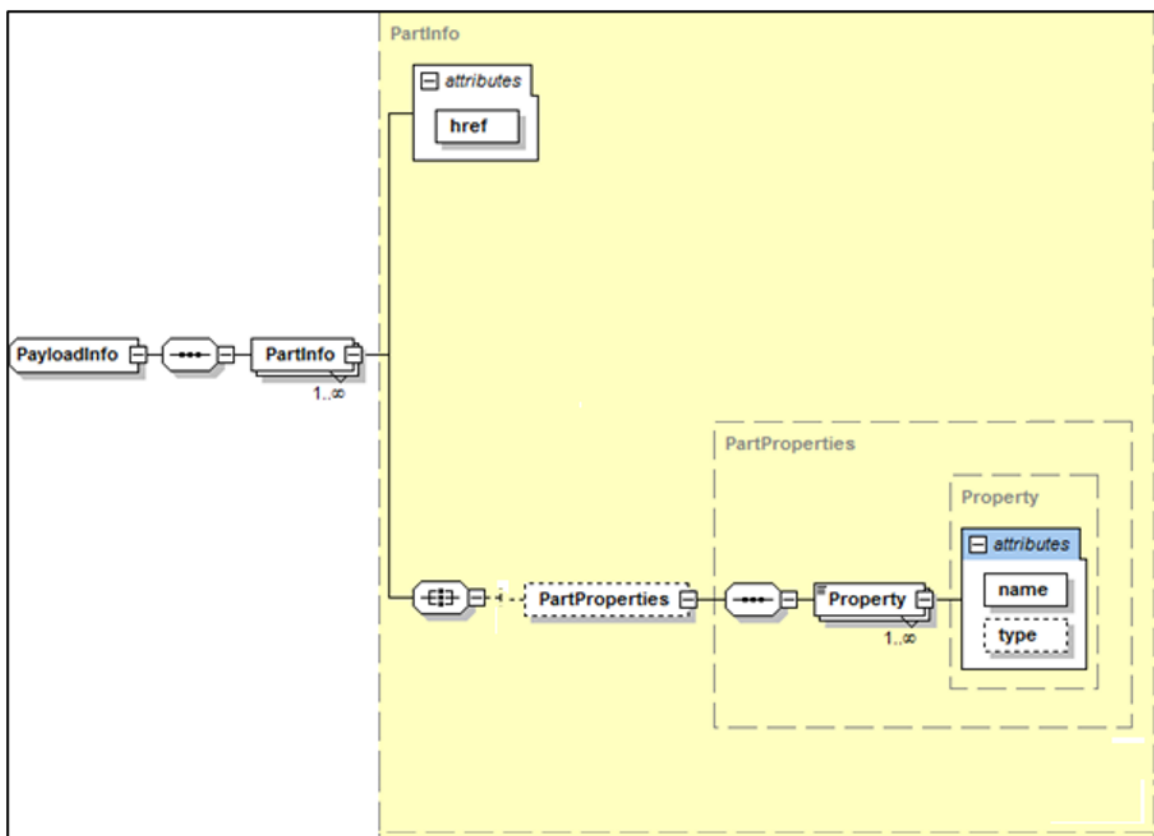 PartInfo
attributes
href
PayloadInfo
PartInfo
1..∞
PartProperties
Property
attributes
PartProperties
Property
name
1..∞
type